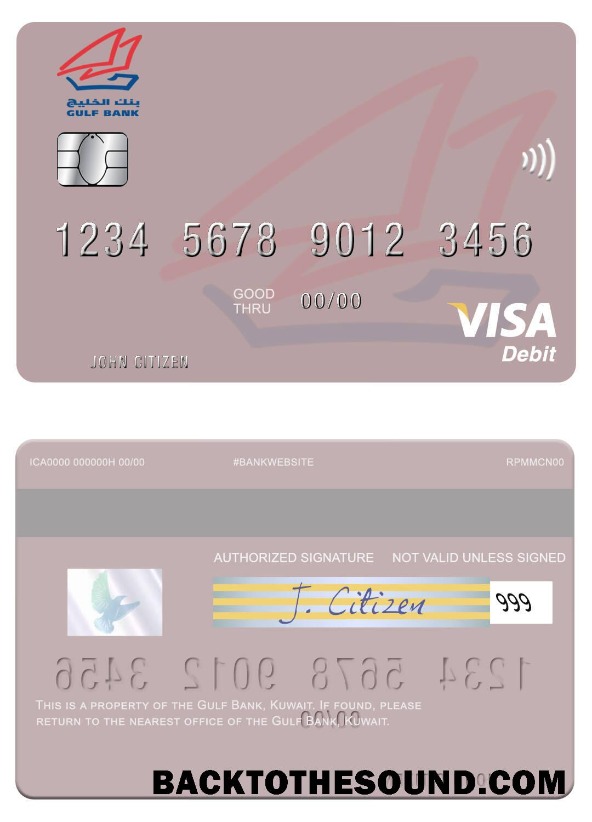 بنك الخليج
GULF BANK
1234 5678 9012 3456
GOOD
THRU 00/00
VISA
Debit
JOHN CITIZEN
ICA0000 000000H 00/00 #BANKWEBSITE RPMMCN00
AUTHORIZED SIGNATURE NOT VALID UNLESS SIGNED
J. Citizen 999
1234 5678 9012 3456
THIS IS A PROPERTY OF THE GULF BANK, KUWAIT. IF FOUND, PLEASE
RETURN TO THE NEAREST OFFICE OF THE GULF BANK, KUWAIT.
00/00
BACKTOTHESOUND.COM